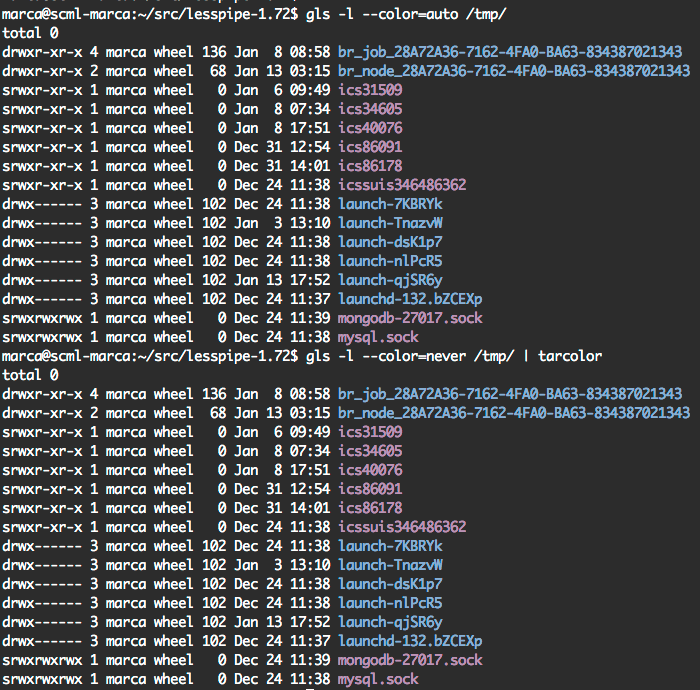 marca@scml-marca:~/src/lesspipe-1.72$ gls -l --color=auto /tmp/
total 0
drwxr-xr-x 4 marca wheel 136 Jan  8 08:58 br_job_28A72A36-7162-4FA0-BA63-834387021343
drwxr-xr-x 2 marca wheel  68 Jan 13 03:15 br_node_28A72A36-7162-4FA0-BA63-834387021343
srwxr-xr-x 1 marca wheel   0 Jan  6 09:49 ics31509
srwxr-xr-x 1 marca wheel   0 Jan  8 07:34 ics34605
srwxr-xr-x 1 marca wheel   0 Jan  8 17:51 ics40076
srwxr-xr-x 1 marca wheel   0 Dec 31 12:54 ics86091
srwxr-xr-x 1 marca wheel   0 Dec 31 14:01 ics86178
srwxr-xr-x 1 marca wheel   0 Dec 24 11:38 icssuis346486362
drwx------ 3 marca wheel 102 Dec 24 11:38 launch-7KBRYk
drwx------ 3 marca wheel 102 Jan  3 13:10 launch-TnazvW
drwx------ 3 marca wheel 102 Dec 24 11:38 launch-dsK1p7
drwx------ 3 marca wheel 102 Dec 24 11:38 launch-nlPcR5
drwx------ 3 marca wheel 102 Jan 13 17:52 launch-qjSR6y
drwx------ 3 marca wheel 102 Dec 24 11:37 launchd-132.bZCEXp
srwxrwxrwx 1 marca wheel   0 Dec 24 11:39 mongodb-27017.sock
srwxrwxrwx 1 marca wheel   0 Dec 24 11:38 mysql.sock
marca@scml-marca:~/src/lesspipe-1.72$ gls -l --color=never /tmp/ | tarcolor
total 0
drwxr-xr-x 4 marca wheel 136 Jan  8 08:58 br_job_28A72A36-7162-4FA0-BA63-834387021343
drwxr-xr-x 2 marca wheel  68 Jan 13 03:15 br_node_28A72A36-7162-4FA0-BA63-834387021343
srwxr-xr-x 1 marca wheel   0 Jan  6 09:49 ics31509
srwxr-xr-x 1 marca wheel   0 Jan  8 07:34 ics34605
srwxr-xr-x 1 marca wheel   0 Jan  8 17:51 ics40076
srwxr-xr-x 1 marca wheel   0 Dec 31 12:54 ics86091
srwxr-xr-x 1 marca wheel   0 Dec 31 14:01 ics86178
srwxr-xr-x 1 marca wheel   0 Dec 24 11:38 icssuis346486362
drwx------ 3 marca wheel 102 Dec 24 11:38 launch-7KBRYk
drwx------ 3 marca wheel 102 Jan  3 13:10 launch-TnazvW
drwx------ 3 marca wheel 102 Dec 24 11:38 launch-dsK1p7
drwx------ 3 marca wheel 102 Dec 24 11:38 launch-nlPcR5
drwx------ 3 marca wheel 102 Jan 13 17:52 launch-qjSR6y
drwx------ 3 marca wheel 102 Dec 24 11:37 launchd-132.bZCEXp
srwxrwxrwx 1 marca wheel   0 Dec 24 11:39 mongodb-27017.sock
srwxrwxrwx 1 marca wheel   0 Dec 24 11:38 mysql.sock